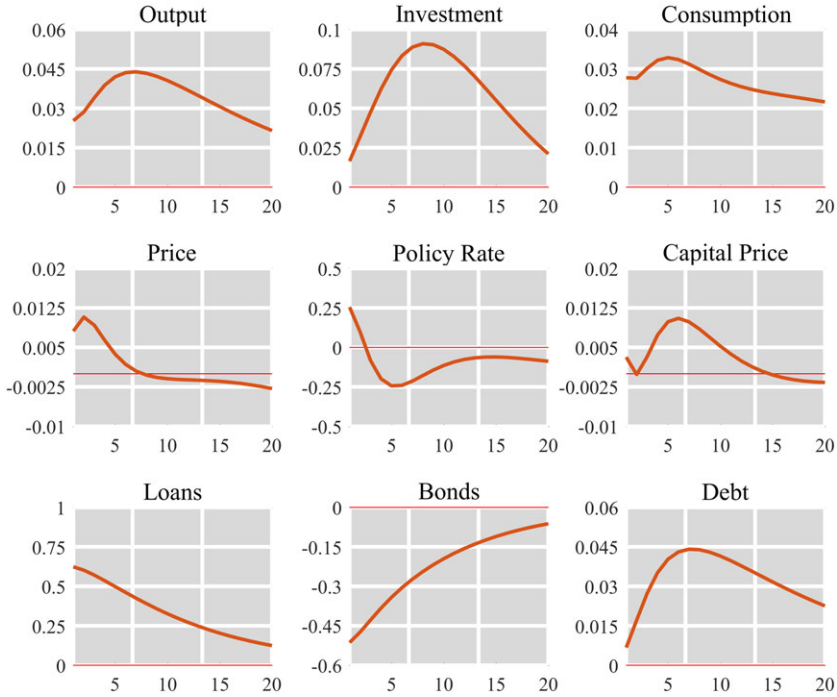 Output Investment Consumption
0.06 0.1 0.04
0.045 0.075 0.03
0.03 0.05 0.02
0.015 0.025 0.01
0 0 0
5 10 15 20 5 10 15 20 5 10 15 20
Price Policy Rate Capital Price
0.02 0.5 0.02
0.0125 0.25 0.0125
0.005 0 0.005
-0.0025 -0.25 -0.0025
-0.01 -0.5 -0.01
5 10 15 20 5 10 15 20 5 10 15 20
Loans Bonds Debt
1 0 0.06
0.75 -0.15 0.045
0.5 -0.3 0.03
0.25 -0.45 0.015
0 -0.6 0
5 10 15 20 5 10 15 20 5 10 15 20